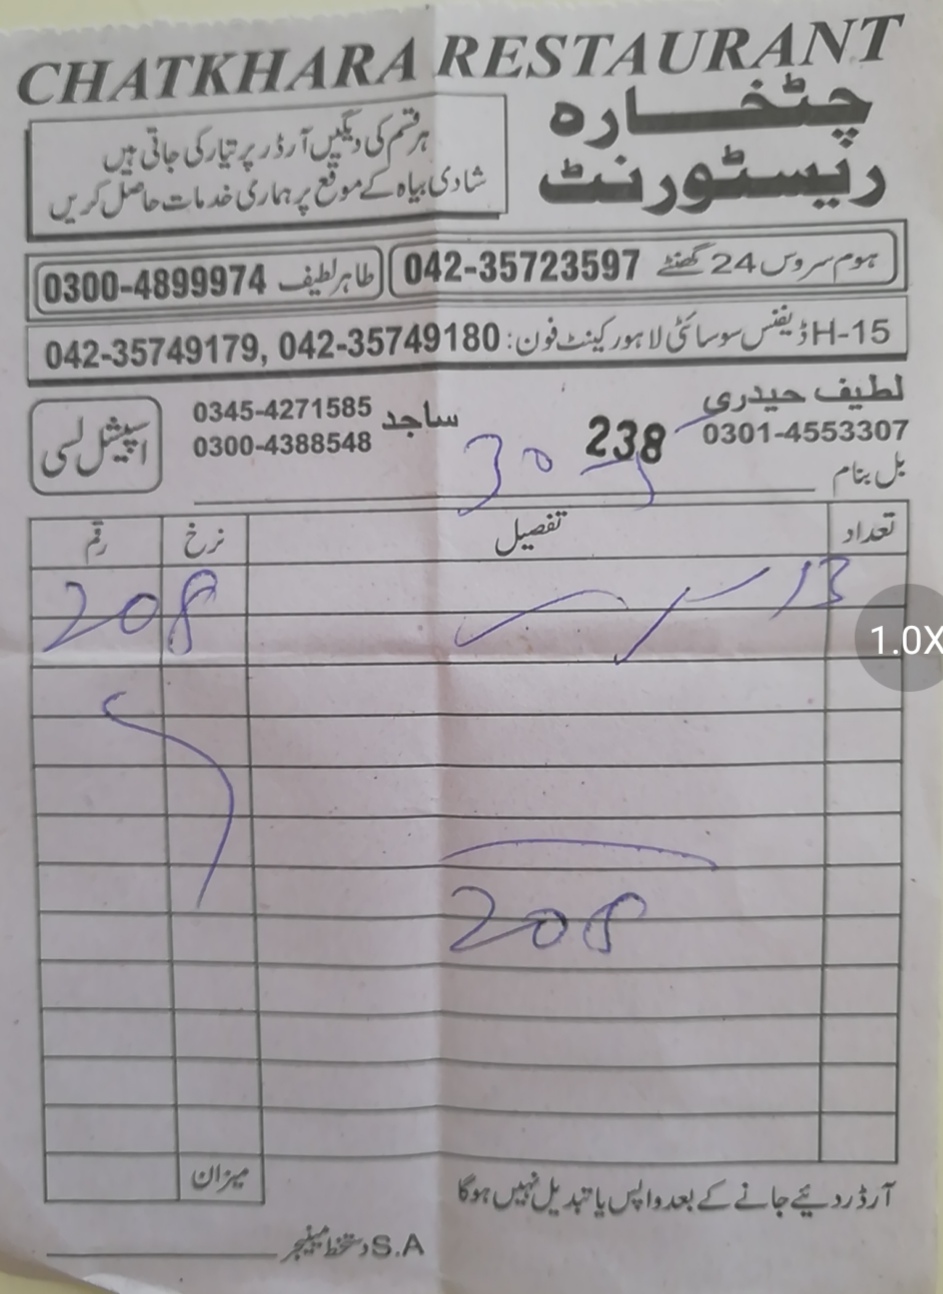 CHATKHARA RESTAURANT
چٹخارہ
ریسٹورنٹ
ہر قسم کی دیگیں آرڈر پر تیار کی جاتی ہیں
شادی بیاہ کے موقع پر ہماری خدمات حاصل کریں
ہوم سروس 24 گھنٹے 042-35723597
طاہر لطیف 0300-4899974
H-15 ڈیفنس سوسائٹی لاہور کینٹ فون: 042-35749179, 042-35749180
لطیف حیدری
0301-4553307
238
ساجد 0345-4271585
0300-4388548
اسپیشل لسی
بل بنام
30
تعداد تفصیل نرخ رقم
13 208
208
میزان
آرڈر دئیے جانے کے بعد واپس یا تبدیل نہیں ہوگا
S.A دستخط مینیجر
1.0X